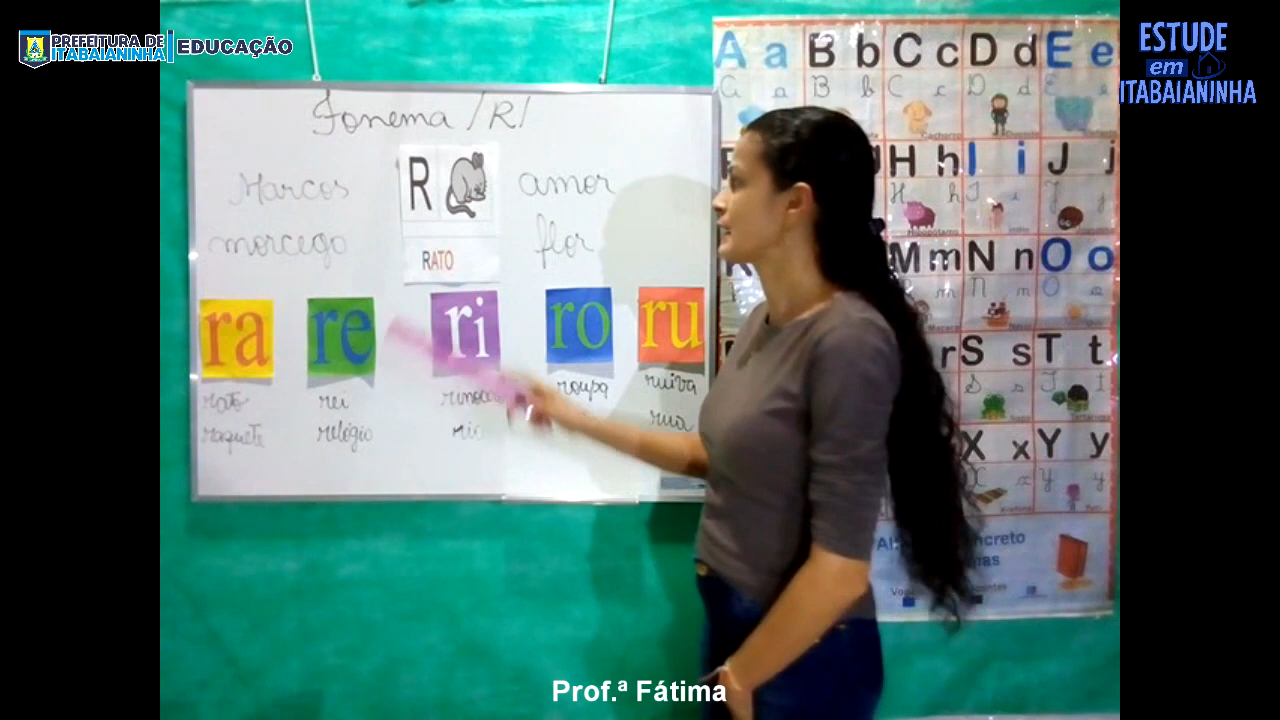 PREFEITURA DE
ITABAIANINHA
EDUCAÇÃO
ESTUDE
em
ITABAIANINHA
Fonema /R/
Marcos
morcego
R
RATO
amor
flor
ra
re
ri
ro
ru
rato
raquete
rei
relógio
rio
roupa
ruiva
rua
A a B b C c D d E e
H h I i J j
M m N n O o
r S s T t
X x Y y
Prof.ª Fátima